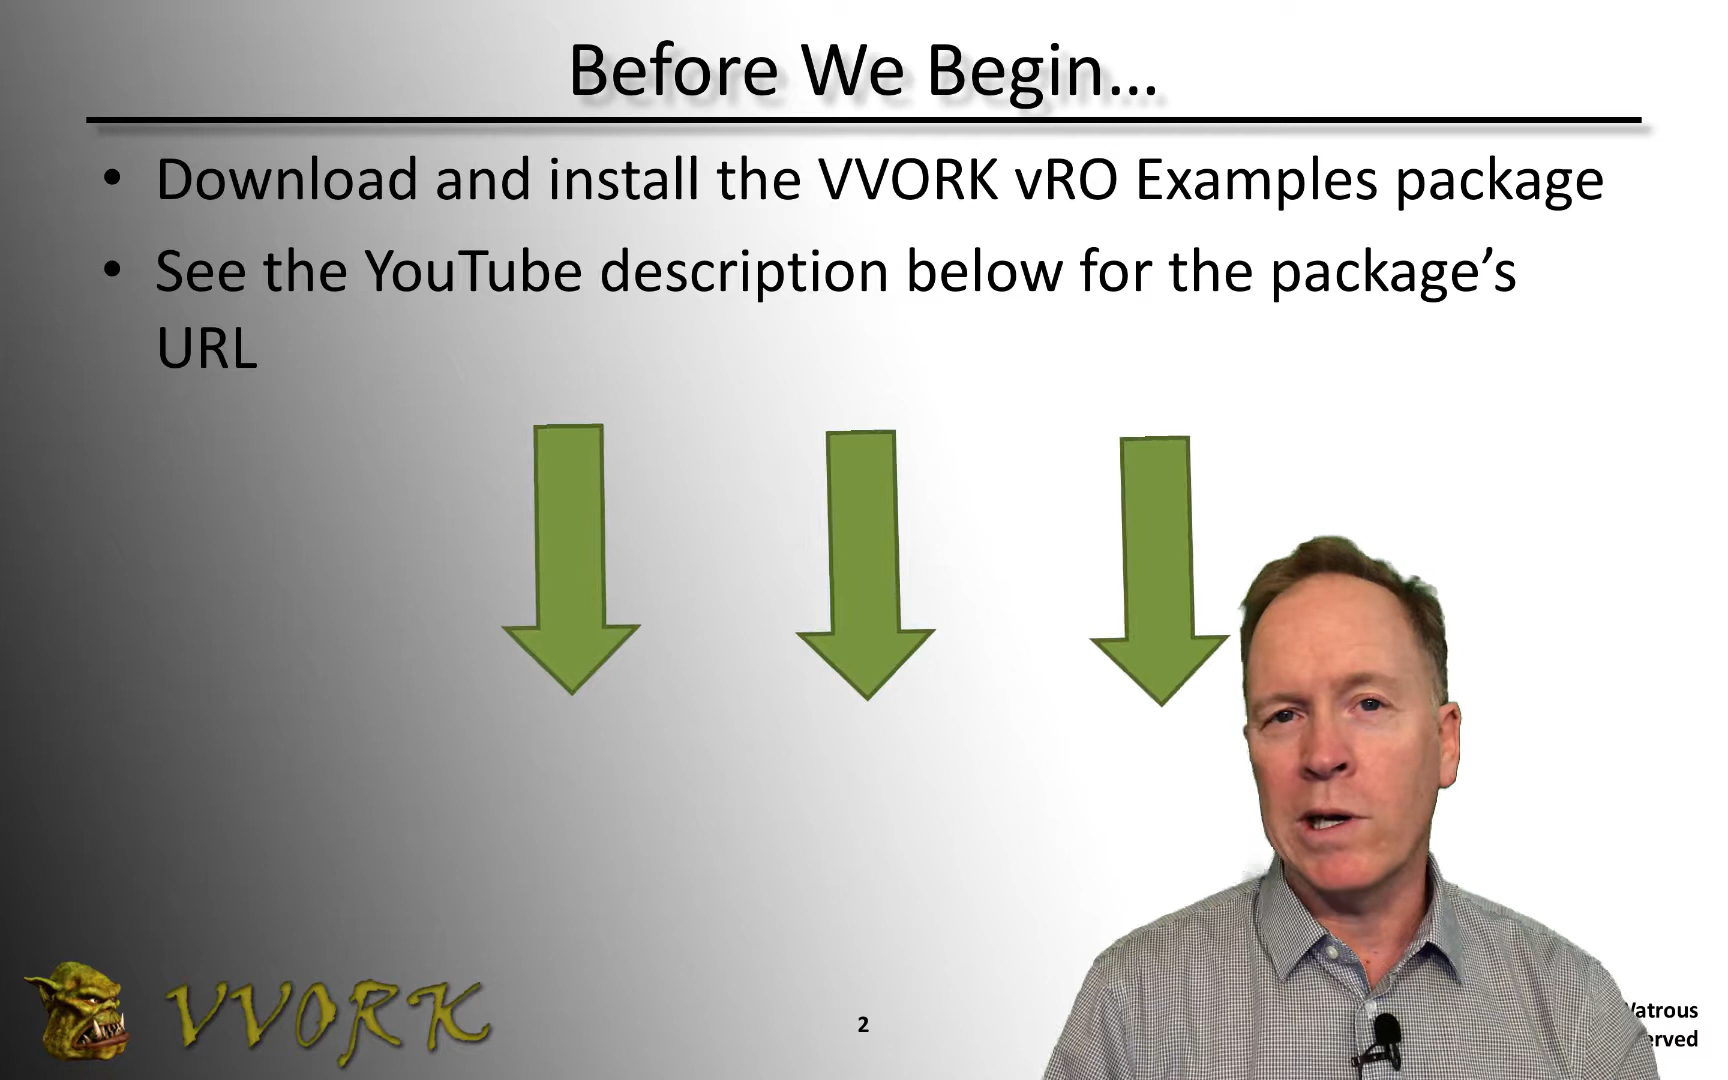 Before We Begin...
• Download and install the VVORK vRO Examples package
• See the YouTube description below for the package’s
URL
VVORK
2